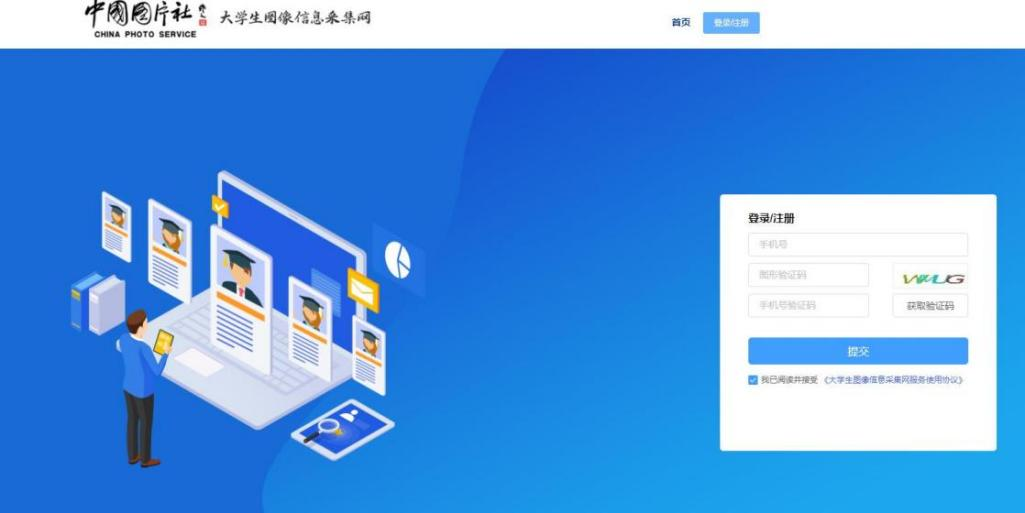 中國圖片社
CHINA PHOTO SERVICE
大学生图像信息采集网
首页
登录/注册
登录/注册
手机号
图形验证码
手机号验证码
获取验证码
提交
我已阅读并接受 《大学生图像信息采集网服务使用协议》